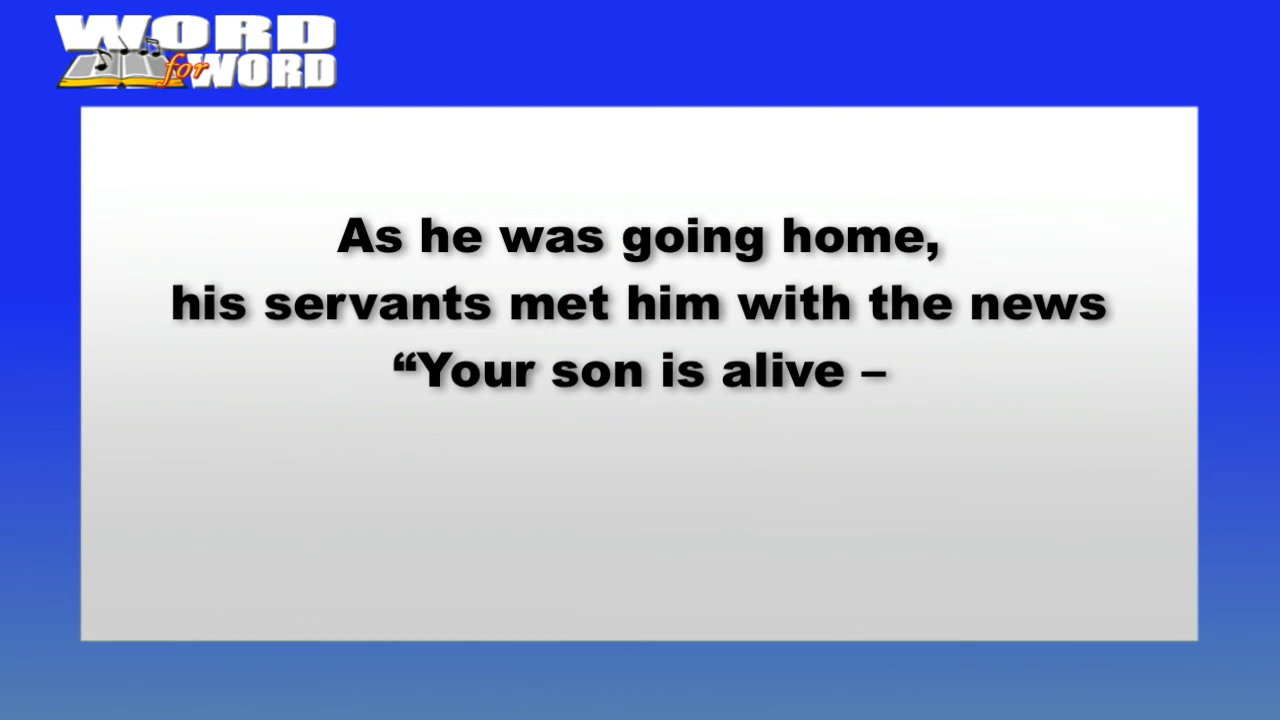 WORD
for WORD
As he was going home,
his servants met him with the news
“Your son is alive –